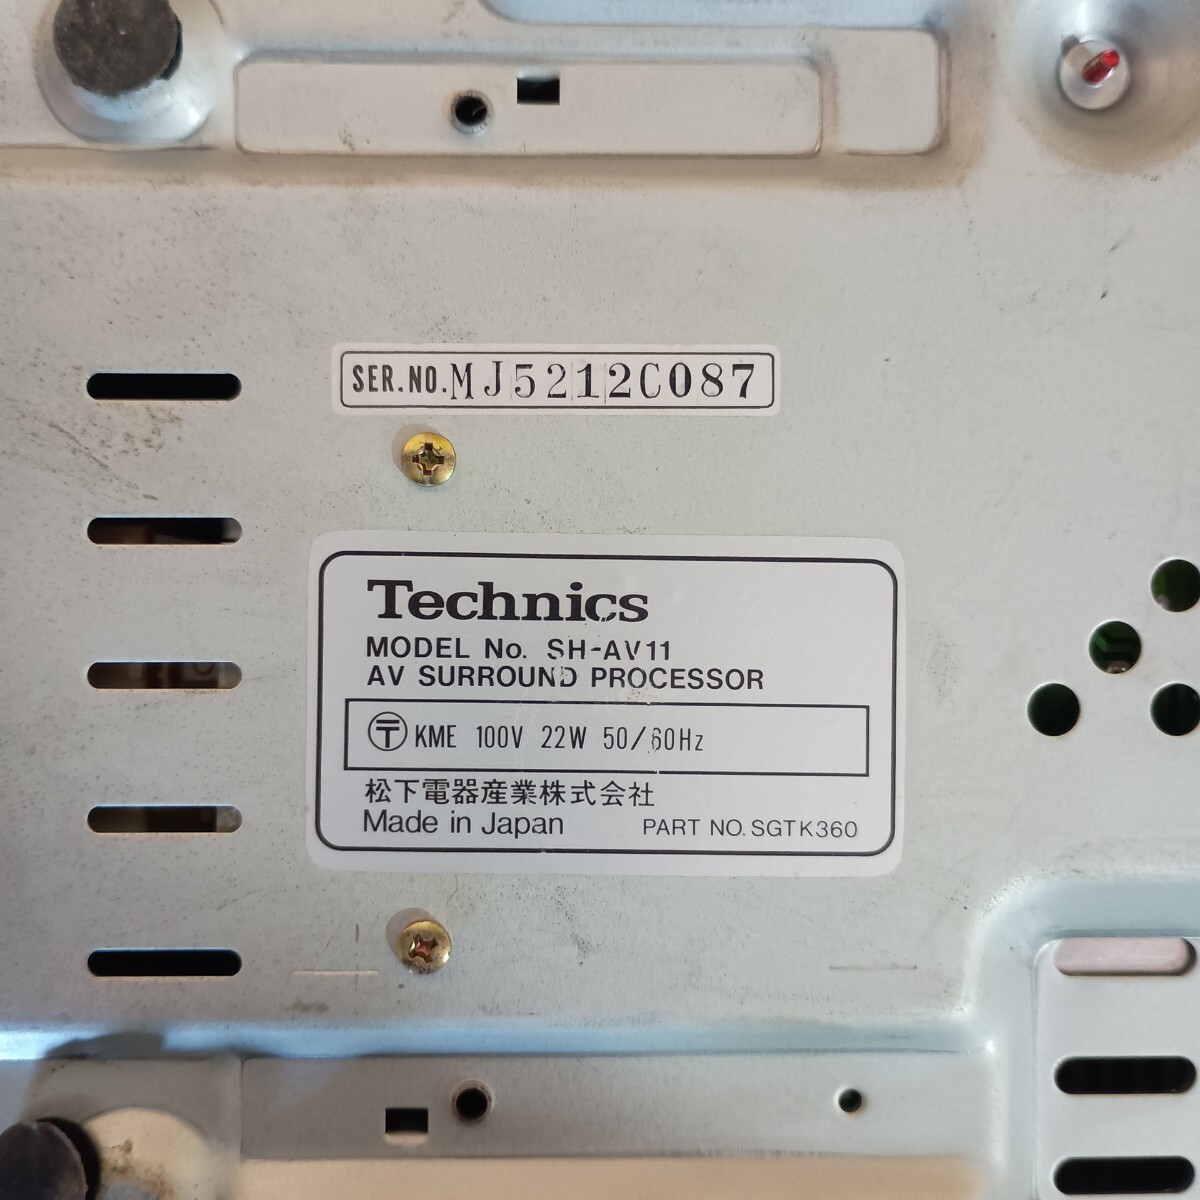 SER.NO.MJ5212C087
Technics
MODEL No. SH-AV11
AV SURROUND PROCESSOR
〒 KME 100V 22W 50/60Hz
松下電器産業株式会社
Made in Japan PART NO. SGTK360